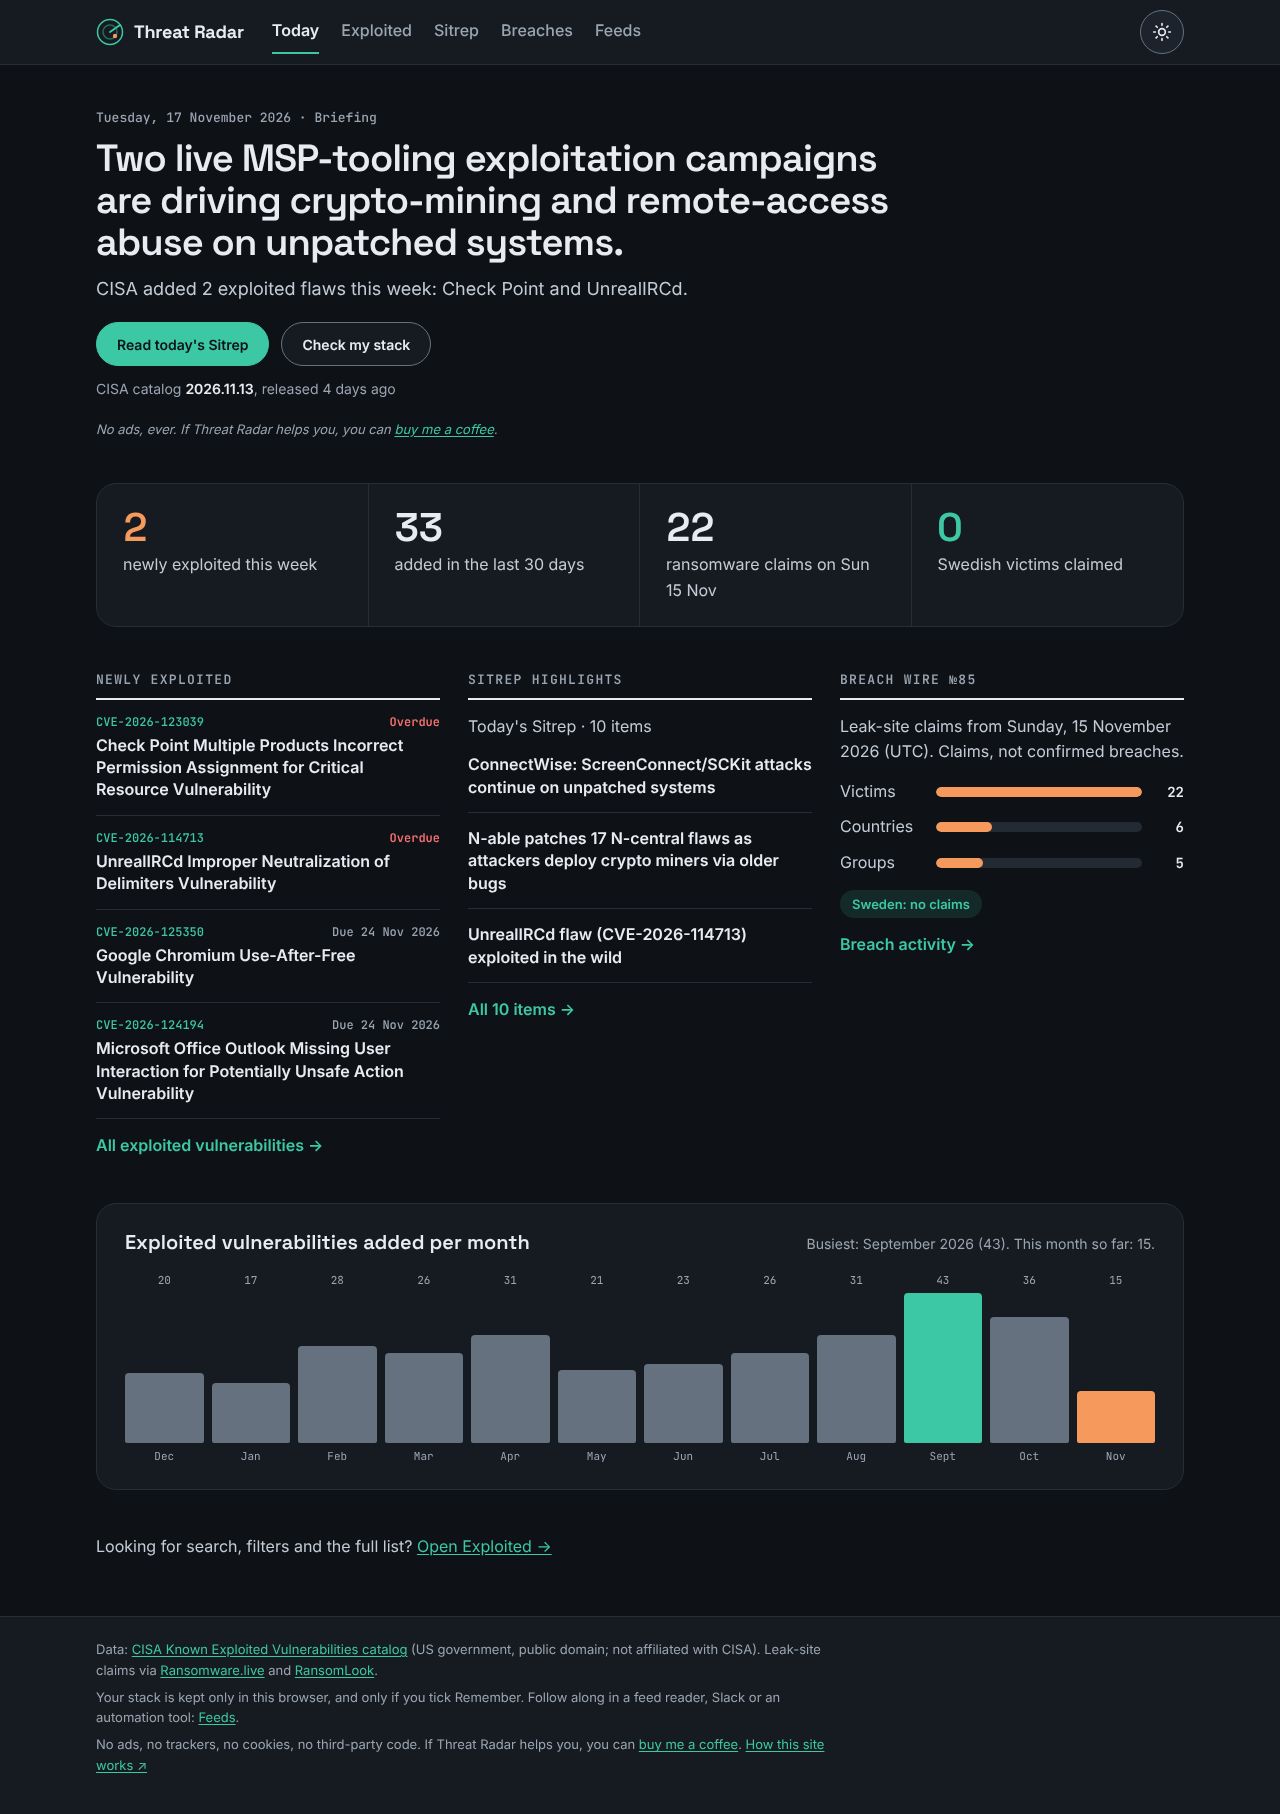 Threat Radar
Today
Exploited
Sitrep
Breaches
Feeds
Tuesday, 17 November 2026 · Briefing
Two live MSP-tooling exploitation campaigns
are driving crypto-mining and remote-access
abuse on unpatched systems.
CISA added 2 exploited flaws this week: Check Point and UnrealIRCd.
Read today's Sitrep
Check my stack
CISA catalog 2026.11.13, released 4 days ago
No ads, ever. If Threat Radar helps you, you can buy me a coffee.
2
newly exploited this week
33
added in the last 30 days
22
ransomware claims on Sun
15 Nov
0
Swedish victims claimed
NEWLY EXPLOITED
CVE-2026-123039 Overdue
Check Point Multiple Products Incorrect
Permission Assignment for Critical
Resource Vulnerability
CVE-2026-114713 Overdue
UnrealIRCd Improper Neutralization of
Delimiters Vulnerability
CVE-2026-125350 Due 24 Nov 2026
Google Chromium Use-After-Free
Vulnerability
CVE-2026-124194 Due 24 Nov 2026
Microsoft Office Outlook Missing User
Interaction for Potentially Unsafe Action
Vulnerability
All exploited vulnerabilities →
SITREP HIGHLIGHTS
Today's Sitrep · 10 items
ConnectWise: ScreenConnect/SCKit attacks
continue on unpatched systems
N-able patches 17 N-central flaws as
attackers deploy crypto miners via older
bugs
UnrealIRCd flaw (CVE-2026-114713)
exploited in the wild
All 10 items →
BREACH WIRE №85
Leak-site claims from Sunday, 15 November
2026 (UTC). Claims, not confirmed breaches.
Victims 22
Countries 6
Groups 5
Sweden: no claims
Breach activity →
Exploited vulnerabilities added per month
Busiest: September 2026 (43). This month so far: 15.
20 17 28 26 31 21 23 26 31 43 36 15
Dec Jan Feb Mar Apr May Jun Jul Aug Sept Oct Nov
Looking for search, filters and the full list? Open Exploited →
Data: CISA Known Exploited Vulnerabilities catalog (US government, public domain; not affiliated with CISA). Leak-site
claims via Ransomware.live and RansomLook.
Your stack is kept only in this browser, and only if you tick Remember. Follow along in a feed reader, Slack or an
automation tool: Feeds.
No ads, no trackers, no cookies, no third-party code. If Threat Radar helps you, you can buy me a coffee. How this site
works ↗